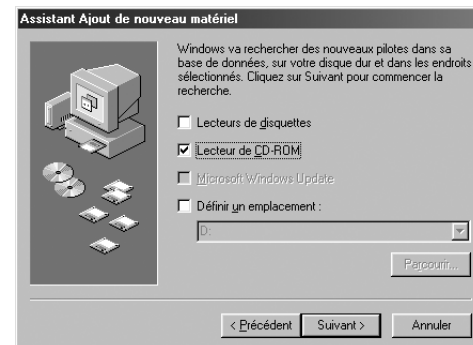 Assistant Ajout de nouveau matériel
Windows va rechercher des nouveaux pilotes dans sa
base de données, sur votre disque dur et dans les endroits
sélectionnés. Cliquez sur Suivant pour commencer la
recherche.
Lecteurs de disquettes
Lecteur de CD-ROM
Microsoft Windows Update
Définir un emplacement :
D:
Parcourir...
< Précédent
Suivant >
Annuler